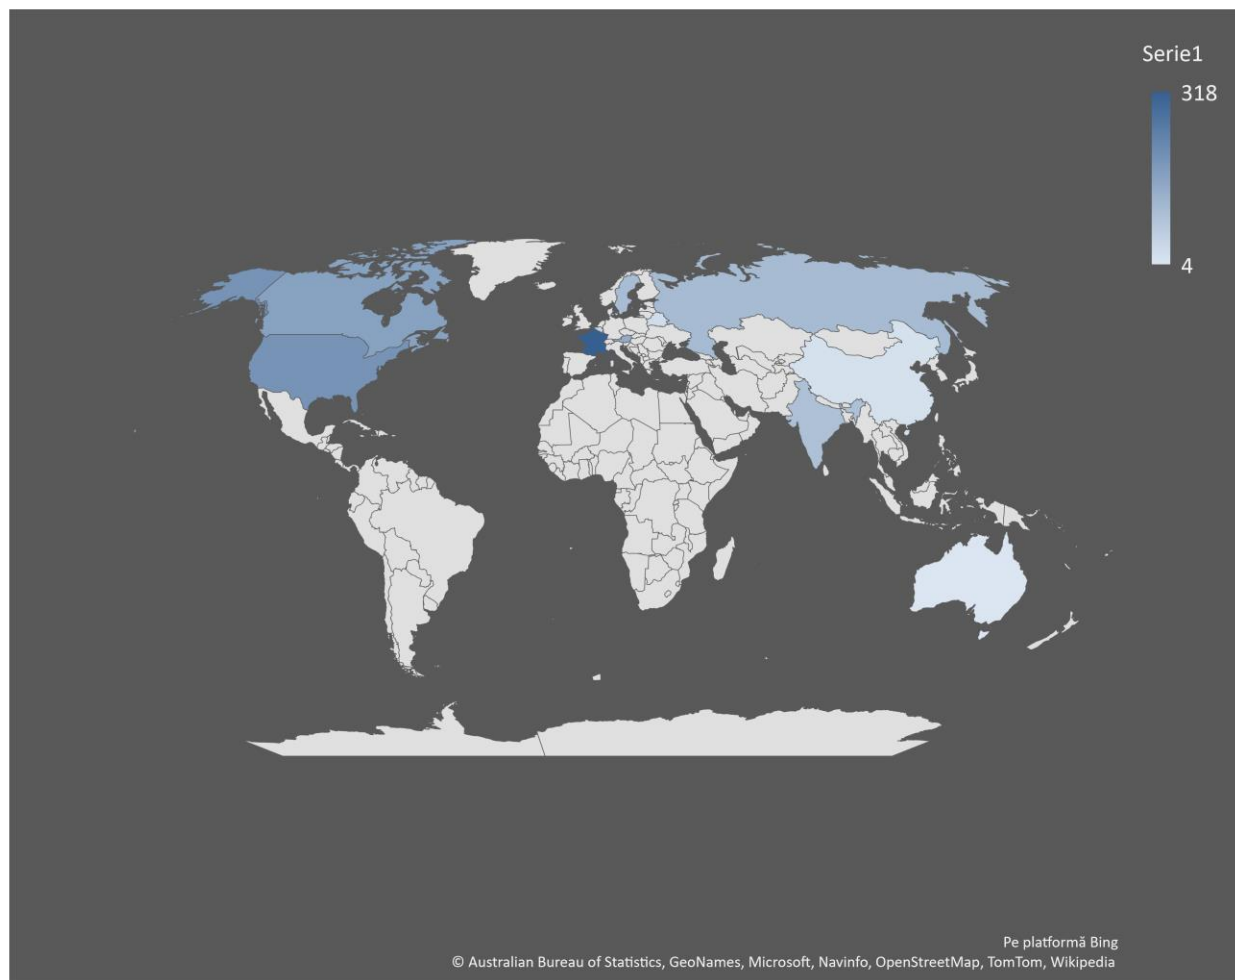 Serie1
318
4
Pe platformă Bing
© Australian Bureau of Statistics, GeoNames, Microsoft, Navinfo, OpenStreetMap, TomTom, Wikipedia